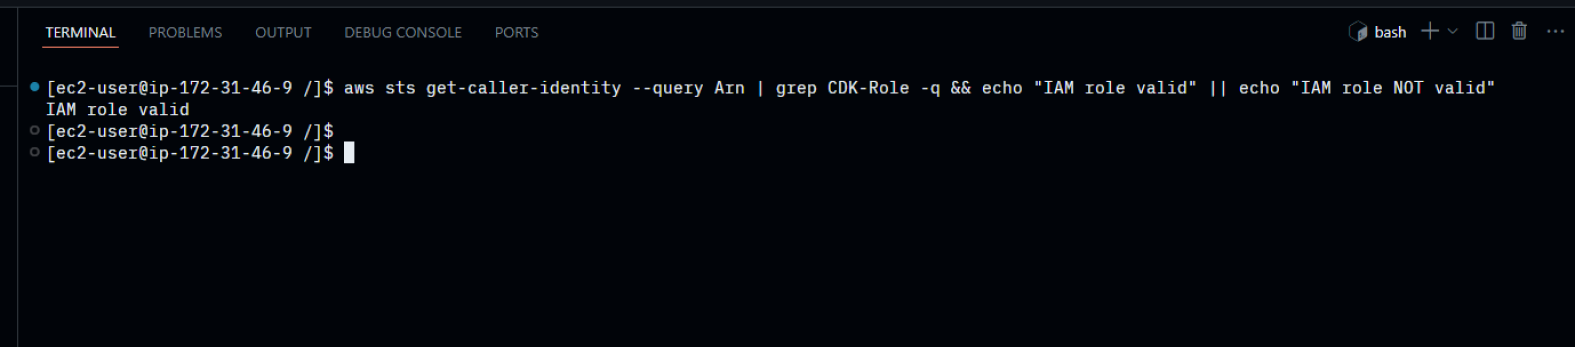 TERMINAL PROBLEMS OUTPUT DEBUG CONSOLE PORTS bash
[ec2-user@ip-172-31-46-9 /]$ aws sts get-caller-identity --query Arn | grep CDK-Role -q && echo "IAM role valid" || echo "IAM role NOT valid"
IAM role valid
[ec2-user@ip-172-31-46-9 /]$
[ec2-user@ip-172-31-46-9 /]$